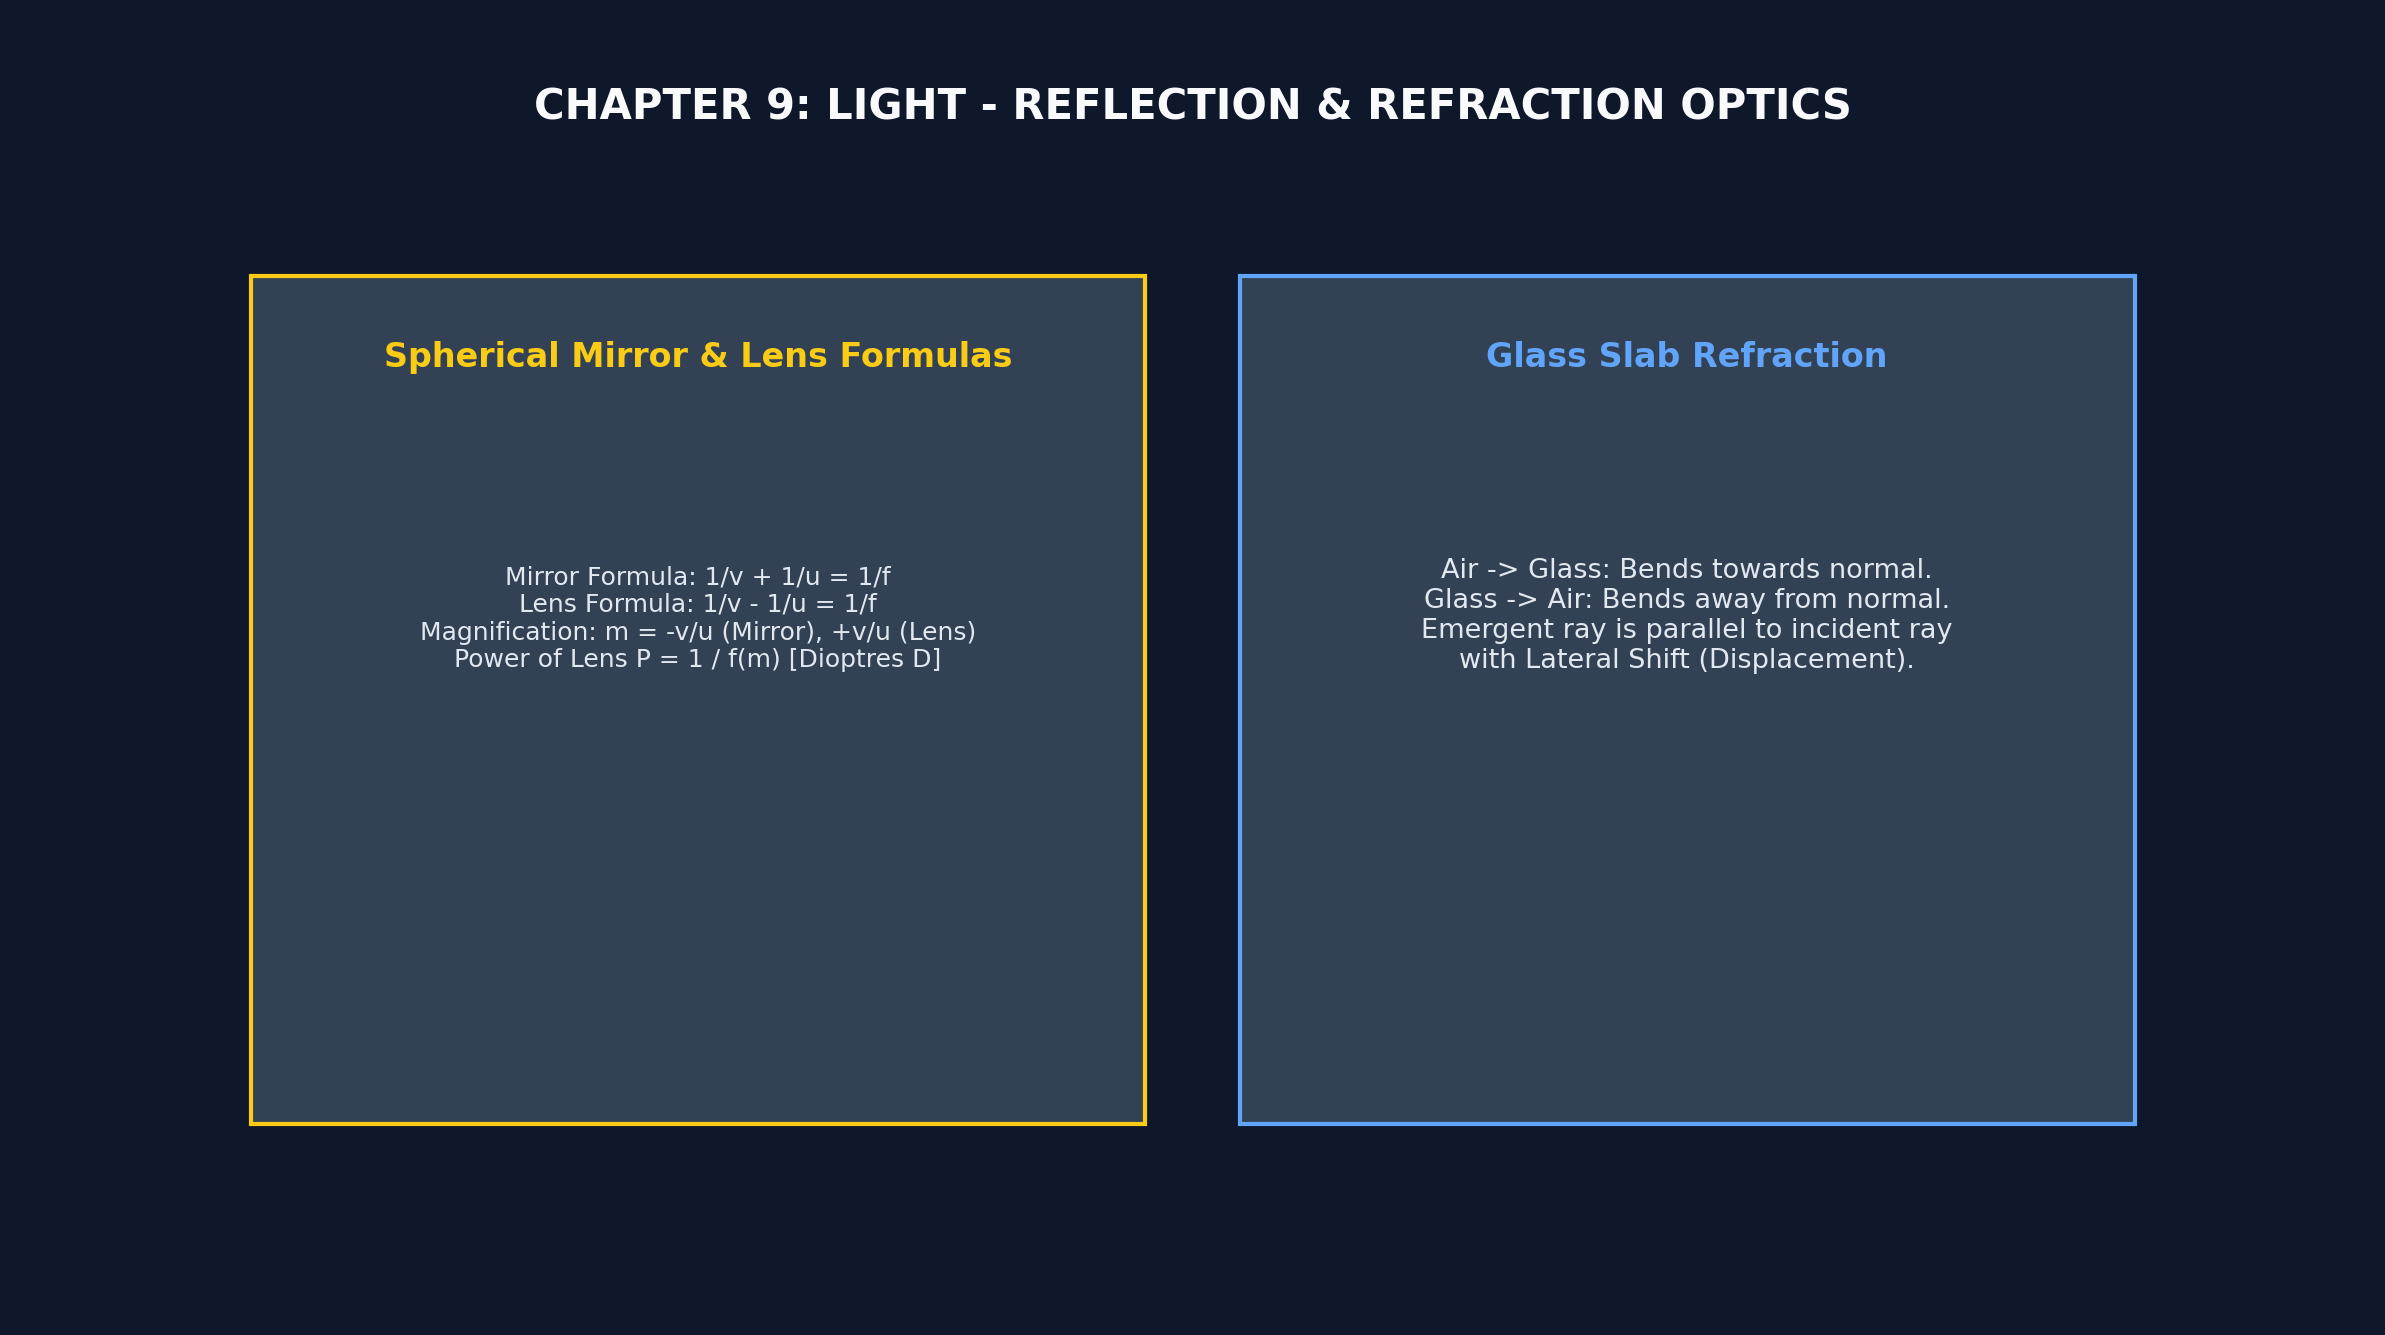 CHAPTER 9: LIGHT - REFLECTION & REFRACTION OPTICS
Spherical Mirror & Lens Formulas
Mirror Formula: 1/v + 1/u = 1/f
Lens Formula: 1/v - 1/u = 1/f
Magnification: m = -v/u (Mirror), +v/u (Lens)
Power of Lens P = 1 / f(m) [Dioptres D]
Glass Slab Refraction
Air -> Glass: Bends towards normal.
Glass -> Air: Bends away from normal.
Emergent ray is parallel to incident ray
with Lateral Shift (Displacement).